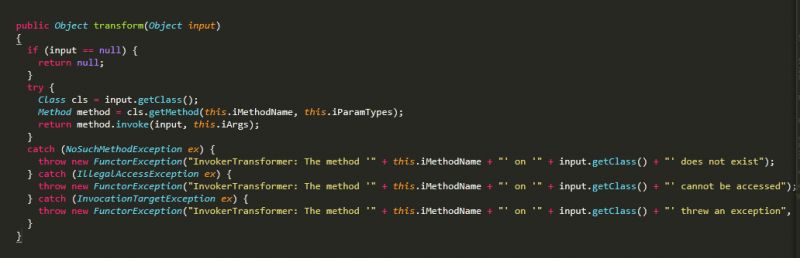 public Object transform(Object input)
{
  if (input == null) {
    return null;
  }
  try {
    Class cls = input.getClass();
    Method method = cls.getMethod(this.iMethodName, this.iParamTypes);
    return method.invoke(input, this.iArgs);
  }
  catch (NoSuchMethodException ex) {
    throw new FunctorException("InvokerTransformer: The method '" + this.iMethodName + "' on '" + input.getClass() + "' does not exist");
  } catch (IllegalAccessException ex) {
    throw new FunctorException("InvokerTransformer: The method '" + this.iMethodName + "' on '" + input.getClass() + "' cannot be accessed");
  } catch (InvocationTargetException ex) {
    throw new FunctorException("InvokerTransformer: The method '" + this.iMethodName + "' on '" + input.getClass() + "' threw an exception",
  }
}